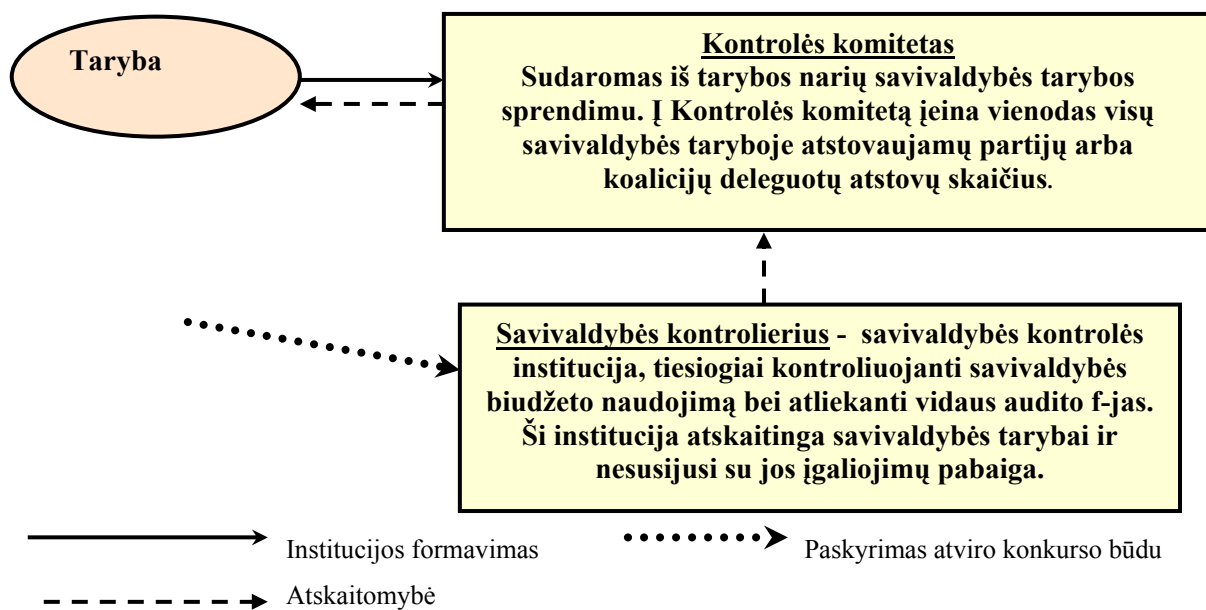 Taryba
Kontrolės komitetas
Sudaromas iš tarybos narių savivaldybės tarybos
sprendimu. Į Kontrolės komitetą įeina vienodas visų
savivaldybės taryboje atstovaujamų partijų arba
koalicijų deleguotų atstovų skaičius.
Savivaldybės kontrolierius - savivaldybės kontrolės
institucija, tiesiogiai kontroliuojanti savivaldybės
biudžeto naudojimą bei atliekanti vidaus audito f-jas.
Ši institucija atskaitinga savivaldybės tarybai ir
nesusijusi su jos įgaliojimų pabaiga.
Institucijos formavimas
Paskyrimas atviro konkurso būdu
Atskaitomybė